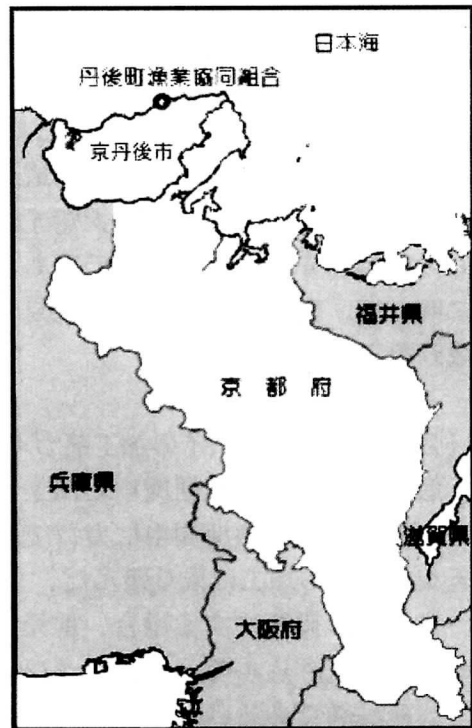 日本海
丹後町漁業協同組合
京丹後市
福井県
京都府
兵庫県
滋賀県
大阪府